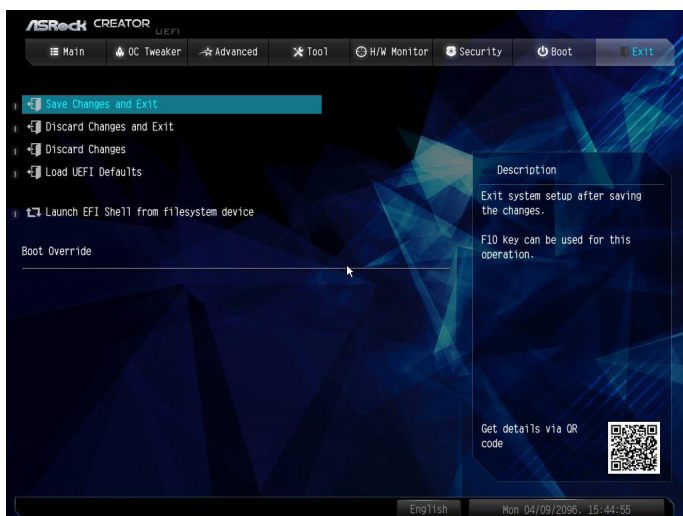 ASRock CREATOR
UEFI
Main OC Tweaker Advanced Tool H/W Monitor Security Boot Exit
Save Changes and Exit
Discard Changes and Exit
Discard Changes
Load UEFI Defaults
Launch EFI Shell from filesystem device
Boot Override
Description
Exit system setup after saving
the changes.
F10 key can be used for this
operation.
Get details via QR
code
English Mon 04/09/2096. 15:44:55